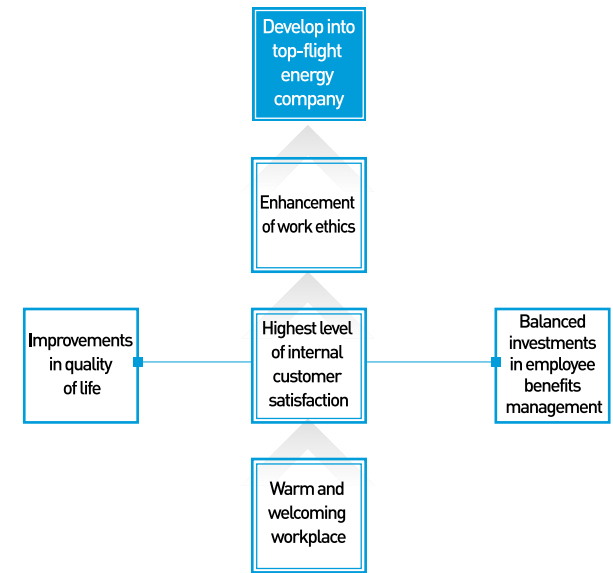 Develop into
top-flight
energy
company
Enhancement
of work ethics
Improvements
in quality
of life
Highest level
of internal
customer
satisfaction
Balanced
investments
in employee
benefits
management
Warm and
welcoming
workplace